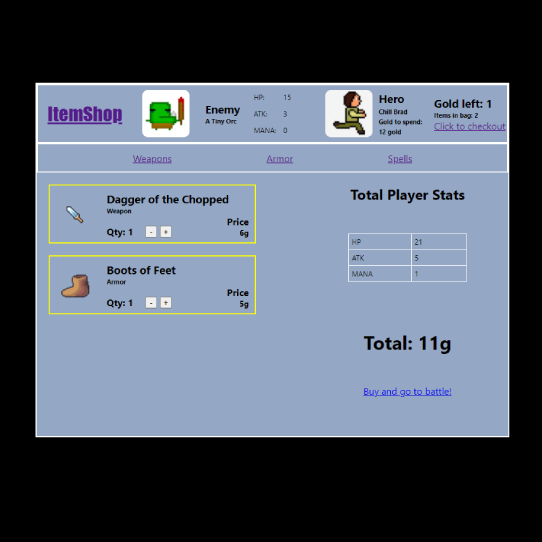 ItemShop
Enemy
A Tiny Orc
HP: 15
ATK: 3
MANA: 0
Hero
Chill Brad
Gold to spend:
12 gold
Gold left: 1
Items in bag: 2
Click to checkout
Weapons Armor Spells
Dagger of the Chopped
Weapon
Qty: 1 - +
Price
6g
Boots of Feet
Armor
Qty: 1 - +
Price
5g
Total Player Stats
HP 21
ATK 5
MANA 1
Total: 11g
Buy and go to battle!